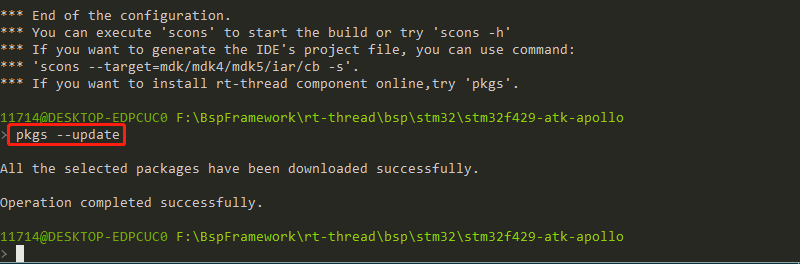 *** End of the configuration.
*** You can execute 'scons' to start the build or try 'scons -h'
*** If you want to generate the IDE's project file, you can use command:
*** 'scons --target=mdk/mdk4/mdk5/iar/cb -s'.
*** If you want to install rt-thread component online,try 'pkgs'.
11714@DESKTOP-EDPCUC0 F:\BspFramework\rt-thread\bsp\stm32\stm32f429-atk-apollo
> pkgs --update
All the selected packages have been downloaded successfully.
Operation completed successfully.
11714@DESKTOP-EDPCUC0 F:\BspFramework\rt-thread\bsp\stm32\stm32f429-atk-apollo
>